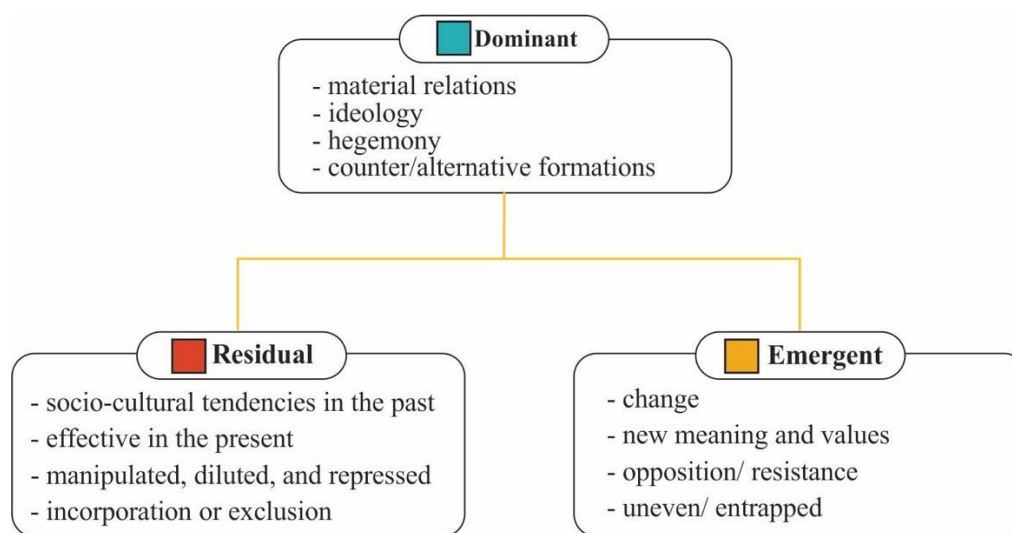 Dominant
- material relations
- ideology
- hegemony
- counter/alternative formations
Residual
- socio-cultural tendencies in the past
- effective in the present
- manipulated, diluted, and repressed
- incorporation or exclusion
Emergent
- change
- new meaning and values
- opposition/ resistance
- uneven/ entrapped